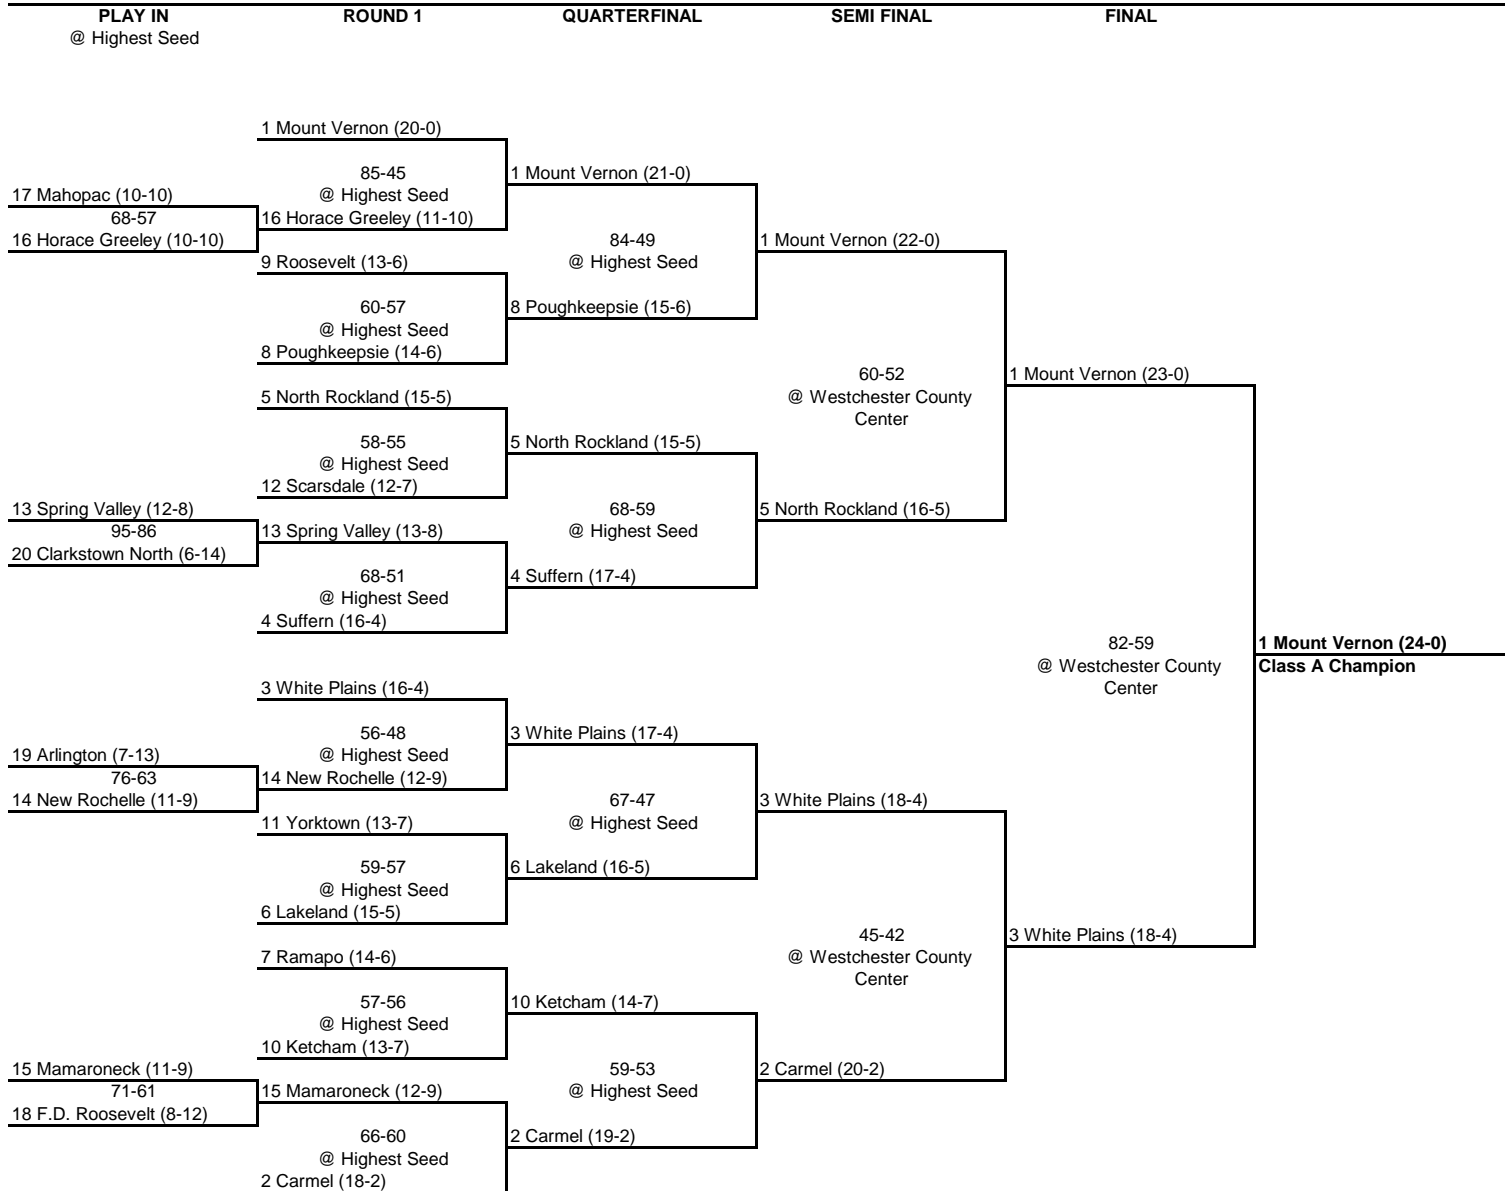 PLAY IN
@ Highest Seed
ROUND 1
QUARTERFINAL
SEMI FINAL
FINAL
17 Mahopac (10-10)
68-57
16 Horace Greeley (10-10)
13 Spring Valley (12-8)
95-86
20 Clarkstown North (6-14)
19 Arlington (7-13)
76-63
14 New Rochelle (11-9)
15 Mamaroneck (11-9)
71-61
18 F.D. Roosevelt (8-12)
1 Mount Vernon (20-0)
85-45
@ Highest Seed
16 Horace Greeley (11-10)
9 Roosevelt (13-6)
60-57
@ Highest Seed
8 Poughkeepsie (14-6)
5 North Rockland (15-5)
58-55
@ Highest Seed
12 Scarsdale (12-7)
13 Spring Valley (13-8)
68-51
@ Highest Seed
4 Suffern (16-4)
3 White Plains (16-4)
56-48
@ Highest Seed
14 New Rochelle (12-9)
11 Yorktown (13-7)
59-57
@ Highest Seed
6 Lakeland (15-5)
7 Ramapo (14-6)
57-56
@ Highest Seed
10 Ketcham (13-7)
15 Mamaroneck (12-9)
66-60
@ Highest Seed
2 Carmel (18-2)
1 Mount Vernon (21-0)
84-49
@ Highest Seed
8 Poughkeepsie (15-6)
5 North Rockland (15-5)
68-59
@ Highest Seed
4 Suffern (17-4)
3 White Plains (17-4)
67-47
@ Highest Seed
6 Lakeland (16-5)
10 Ketcham (14-7)
59-53
@ Highest Seed
2 Carmel (19-2)
1 Mount Vernon (22-0)
60-52
@ Westchester County
Center
5 North Rockland (16-5)
3 White Plains (18-4)
45-42
@ Westchester County
Center
2 Carmel (20-2)
1 Mount Vernon (23-0)
82-59
@ Westchester County
Center
3 White Plains (18-4)
1 Mount Vernon (24-0)
Class A Champion